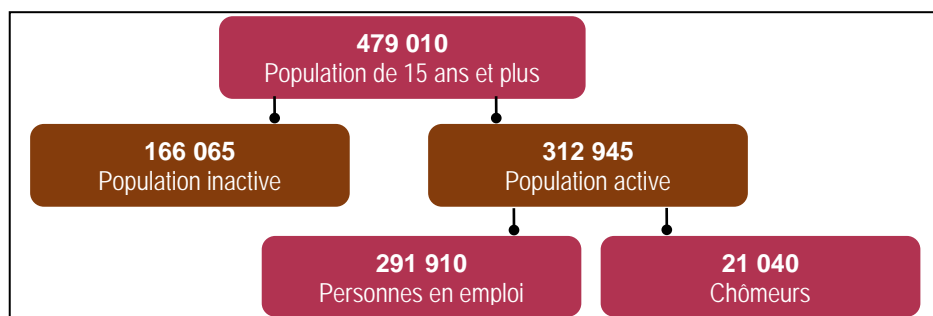 479 010
Population de 15 ans et plus
166 065
Population inactive
312 945
Population active
291 910
Personnes en emploi
21 040
Chômeurs